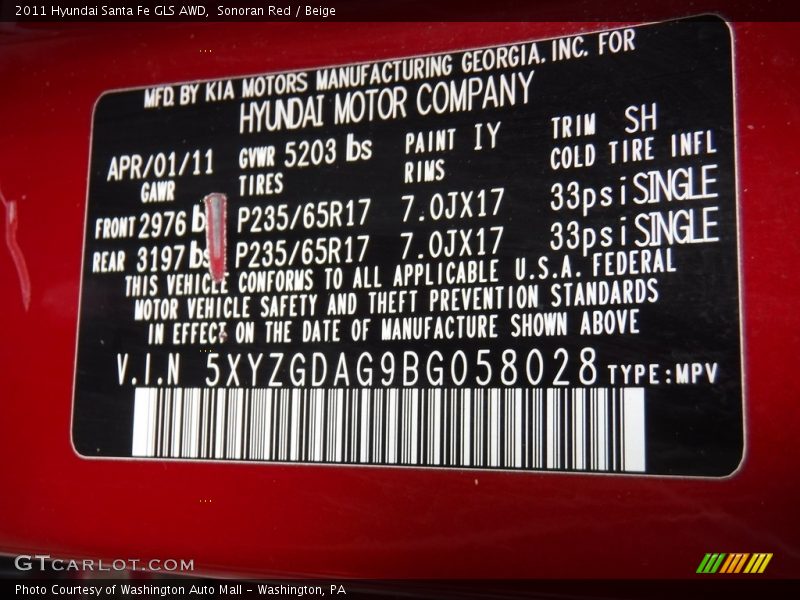 2011 Hyundai Santa Fe GLS AWD,  Sonoran Red / Beige
MFD. BY KIA MOTORS MANUFACTURING GEORGIA. INC. FOR
HYUNDAI MOTOR COMPANY
APR/01/11 GVWR 5203 lbs PAINT IY TRIM SH
GAWR TIRES RIMS COLD TIRE INFL
FRONT 2976 P235/65R17 7.0JX17 33psi SINGLE
REAR 3197 lbs P235/65R17 7.0JX17 33psi SINGLE
THIS VEHICLE CONFORMS TO ALL APPLICABLE U.S.A. FEDERAL
MOTOR VEHICLE SAFETY AND THEFT PREVENTION STANDARDS
IN EFFECT ON THE DATE OF MANUFACTURE SHOWN ABOVE
V.I.N 5XYZGDAG9BG058028 TYPE:MPV
GTCARLOT.COM
Photo Courtesy of Washington Auto Mall - Washington, PA